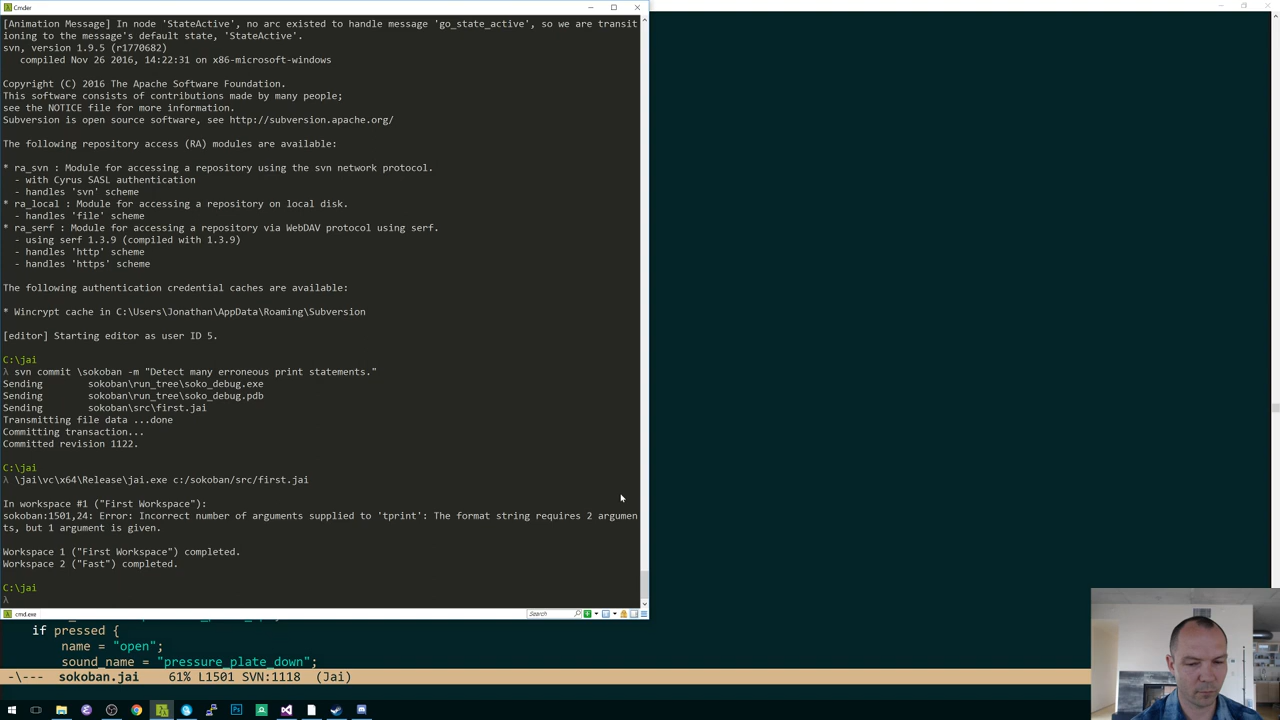 Cmder
[Animation Message] In node 'StateActive', no arc existed to handle message 'go_state_active', so we are transit
ioning to the message's default state, 'StateActive'.
svn, version 1.9.5 (r1770682)
compiled Nov 26 2016, 14:22:31 on x86-microsoft-windows
Copyright (C) 2016 The Apache Software Foundation.
This software consists of contributions made by many people;
see the NOTICE file for more information.
Subversion is open source software, see http://subversion.apache.org/
The following repository access (RA) modules are available:
* ra_svn : Module for accessing a repository using the svn network protocol.
- with Cyrus SASL authentication
- handles 'svn' scheme
* ra_local : Module for accessing a repository on local disk.
- handles 'file' scheme
* ra_serf : Module for accessing a repository via WebDAV protocol using serf.
- using serf 1.3.9 (compiled with 1.3.9)
- handles 'http' scheme
- handles 'https' scheme
The following authentication credential caches are available:
* Wincrypt cache in C:\Users\Jonathan\AppData\Roaming\Subversion
[editor] Starting editor as user ID 5.
C:\jai
λ svn commit \sokoban -m "Detect many erroneous print statements."
Sending sokoban\run_tree\soko_debug.exe
Sending sokoban\run_tree\soko_debug.pdb
Sending sokoban\src\first.jai
Transmitting file data ...done
Committing transaction...
Committed revision 1122.
C:\jai
λ \jai\vc\x64\Release\jai.exe c:/sokoban/src/first.jai
In workspace #1 ("First Workspace"):
sokoban:1501,24: Error: Incorrect number of arguments supplied to 'tprint': The format string requires 2 argumen
ts, but 1 argument is given.
Workspace 1 ("First Workspace") completed.
Workspace 2 ("Fast") completed.
C:\jai
λ
cmd.exe Search
if pressed {
name = "open";
sound_name = "pressure_plate_down";
-\--- sokoban.jai 61% L1501 SVN:1118 (Jai)